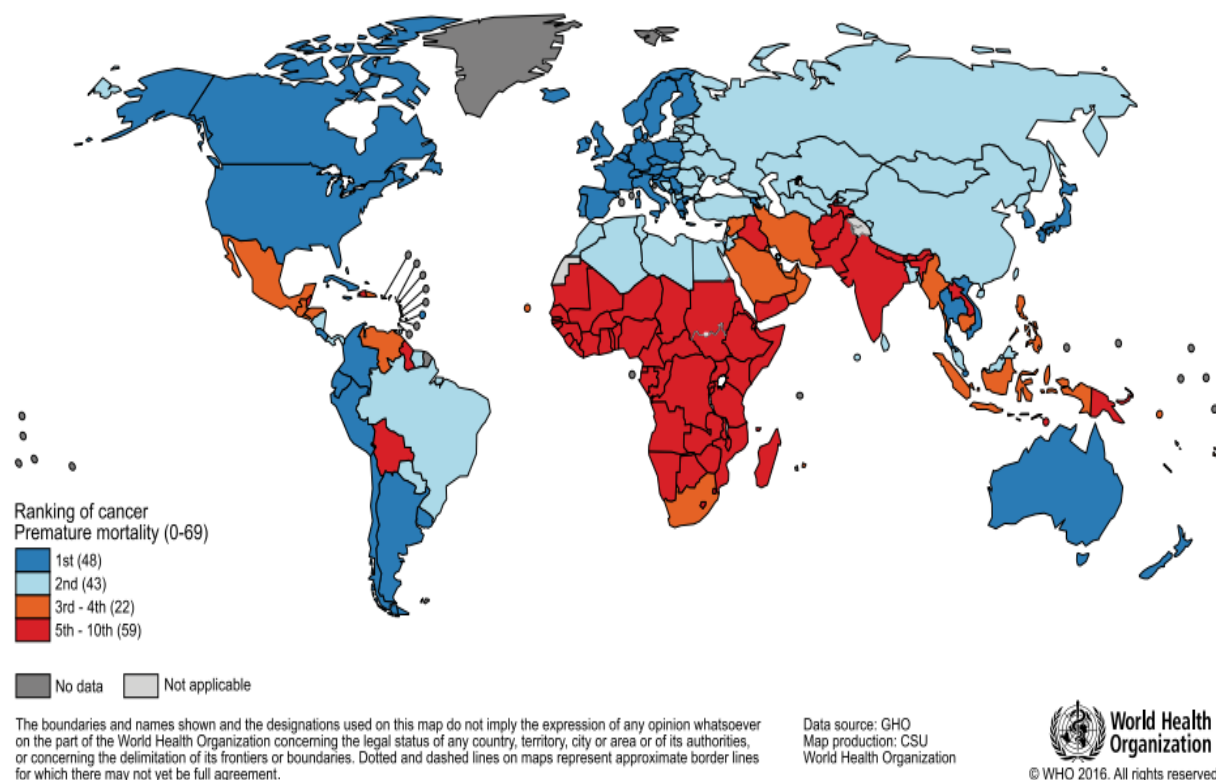 Ranking of cancer
Premature mortality (0-69)
1st (48)
2nd (43)
3rd - 4th (22)
5th - 10th (59)
No data
Not applicable
The boundaries and names shown and the designations used on this map do not imply the expression of any opinion whatsoever
on the part of the World Health Organization concerning the legal status of any country, territory, city or area or of its authorities,
or concerning the delimitation of its frontiers or boundaries. Dotted and dashed lines on maps represent approximate border lines
for which there may not yet be full agreement.
Data source: GHO
Map production: CSU
World Health Organization
World Health
Organization
© WHO 2016. All rights reserved